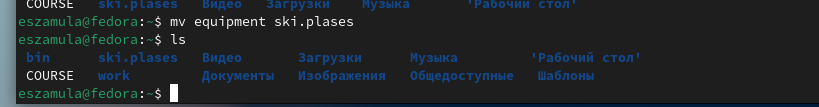 COURSE ski.plases Видео Загрузки Музыка 'Рабочий стол'
eszamula@fedora:~$ mv equipment ski.plases
eszamula@fedora:~$ ls
bin ski.plases Видео Загрузки Музыка 'Рабочий стол'
COURSE work Документы Изображения Общедоступные Шаблоны
eszamula@fedora:~$